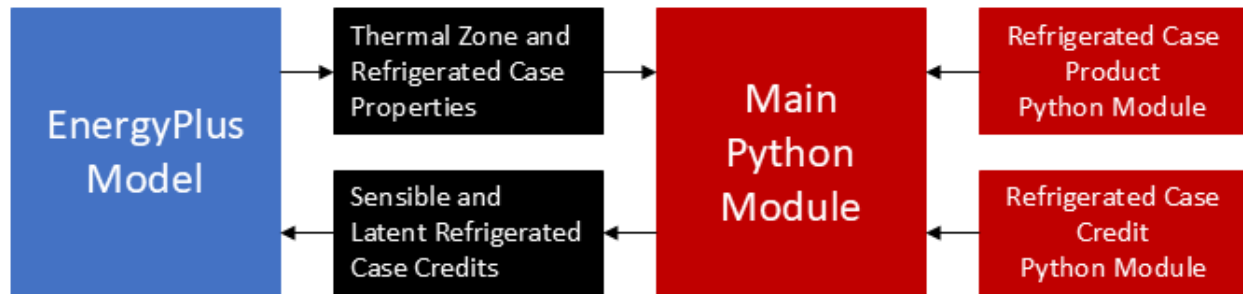 EnergyPlus
Model
Thermal Zone and
Refrigerated Case
Properties
Sensible and
Latent Refrigerated
Case Credits
Main
Python
Module
Refrigerated Case
Product
Python Module
Refrigerated Case
Credit
Python Module